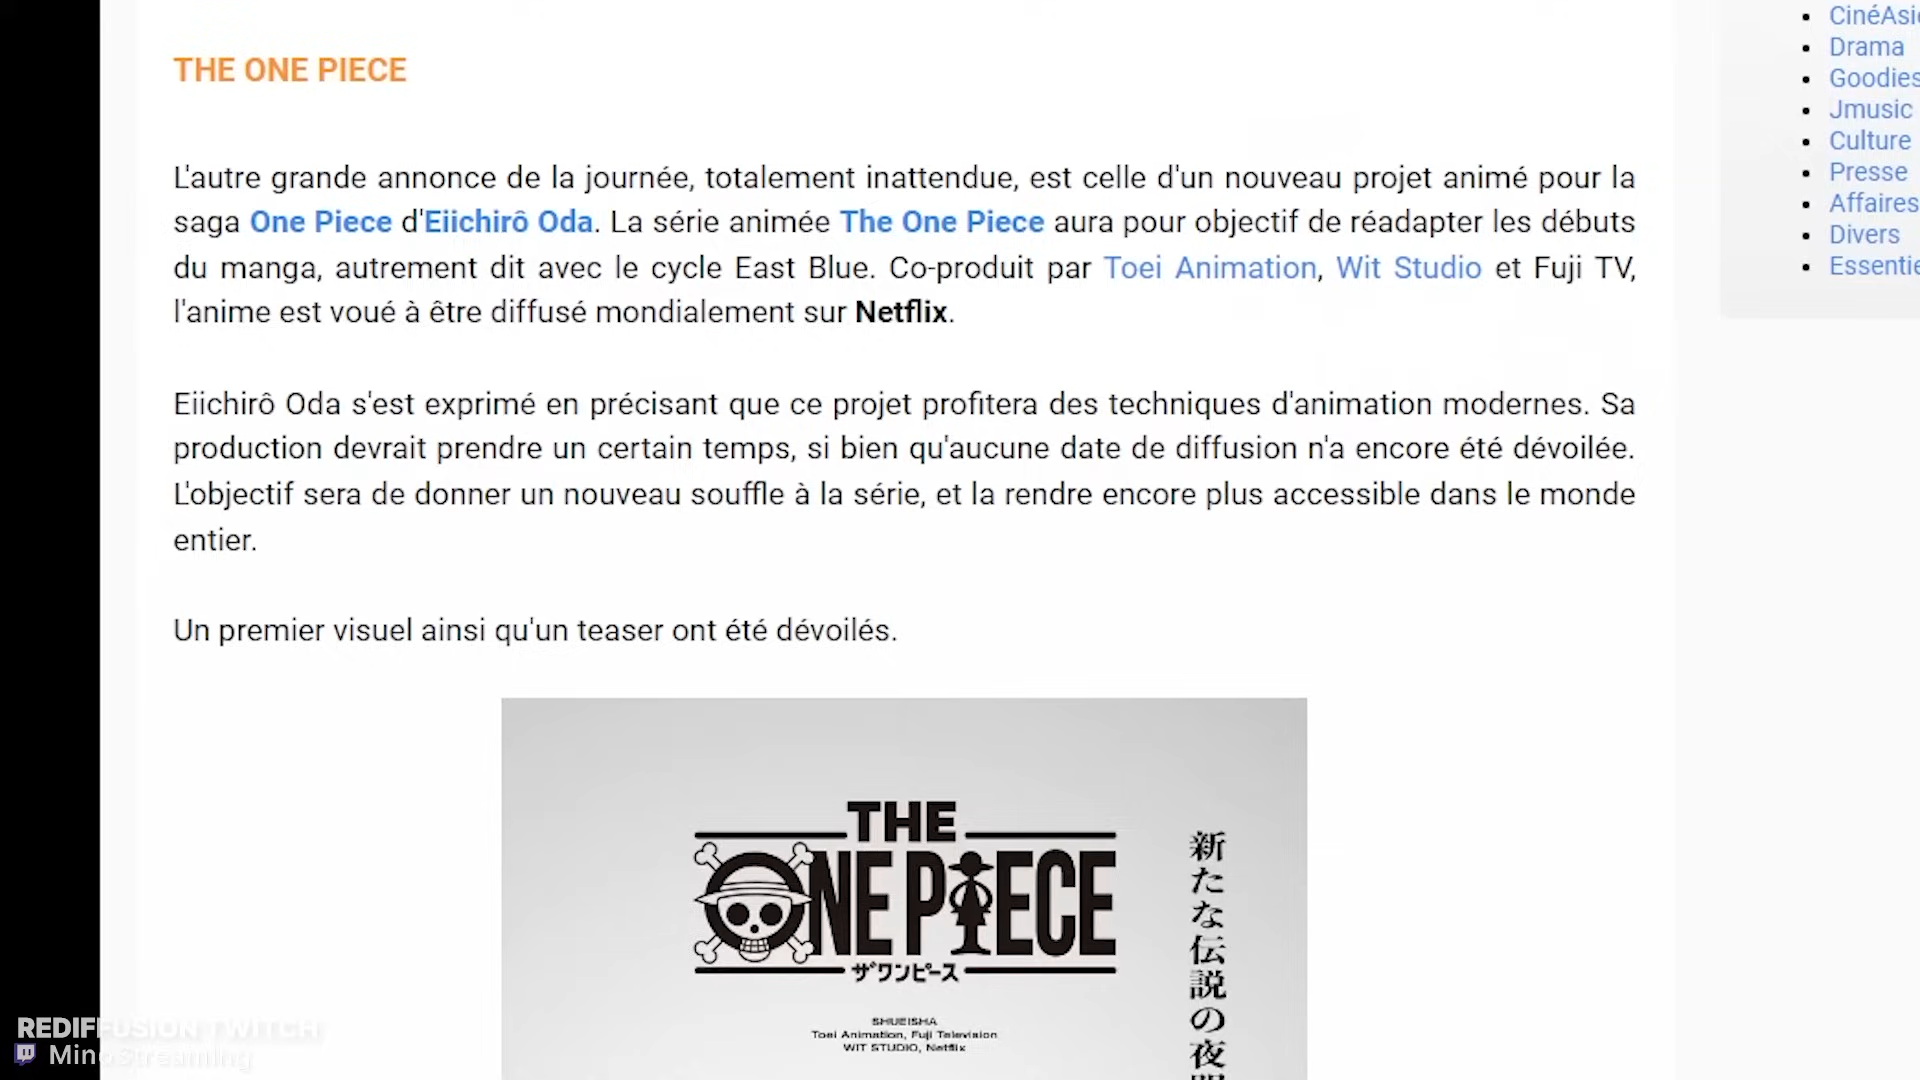 THE ONE PIECE
L'autre grande annonce de la journée, totalement inattendue, est celle d'un nouveau projet animé pour la
saga One Piece d'Eiichirô Oda. La série animée The One Piece aura pour objectif de réadapter les débuts
du manga, autrement dit avec le cycle East Blue. Co-produit par Toei Animation, Wit Studio et Fuji TV,
l'anime est voué à être diffusé mondialement sur Netflix.
Eiichirô Oda s'est exprimé en précisant que ce projet profitera des techniques d'animation modernes. Sa
production devrait prendre un certain temps, si bien qu'aucune date de diffusion n'a encore été dévoilée.
L'objectif sera de donner un nouveau souffle à la série, et la rendre encore plus accessible dans le monde
entier.
Un premier visuel ainsi qu'un teaser ont été dévoilés.
THE
ONE PIECE
ザ・ワンピース
SHUEISHA
Toei Animation, Fuji Television
WIT STUDIO, Netflix
新たな伝説の夜
Drama
Goodies
Jmusic
Culture
Presse
Affaires
Divers
REDIFFUSION TWITCH
MinoStreaming